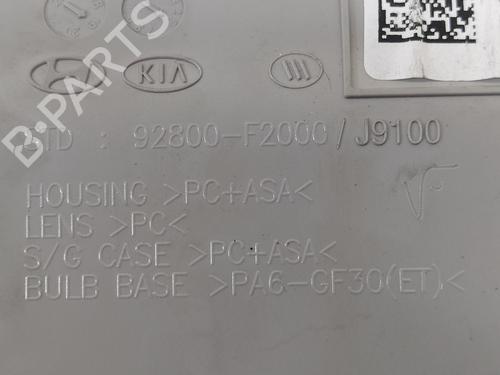 KIA
STD : 92800-F2000/J9100
HOUSING >PC+ASA<
LENS >PC<
S/G CASE >PC+ASA<
BULB BASE >PA6-GF30(ET)<
B-PARTS